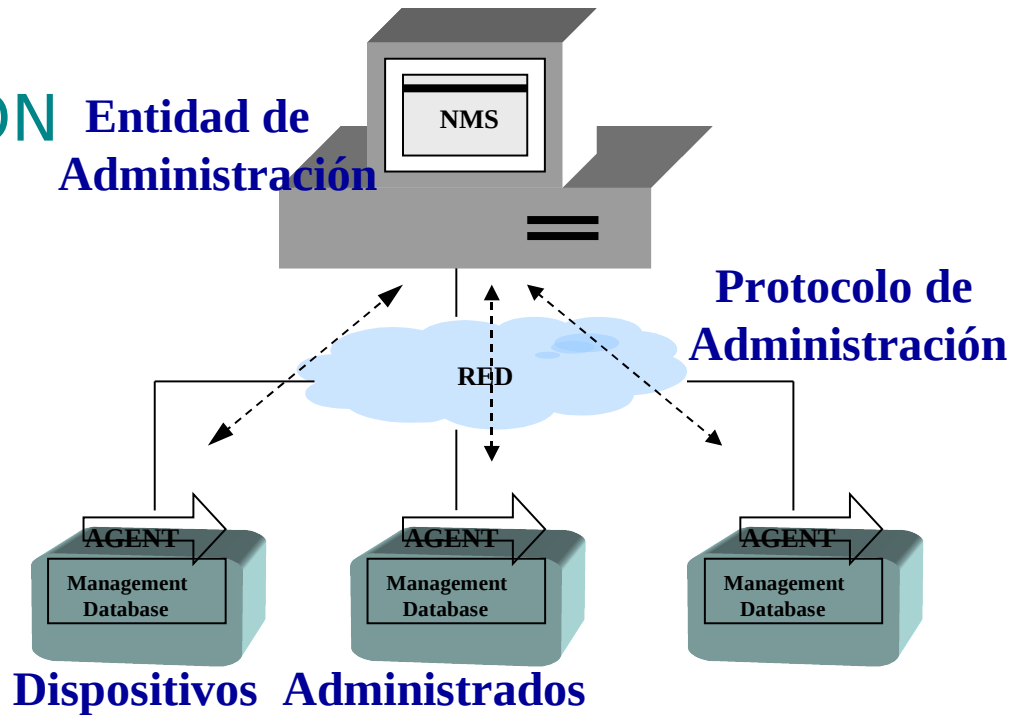 ÓN
Entidad de
Administración
NMS
Protocolo de
Administración
RED
AGENT
Management
Database
AGENT
Management
Database
AGENT
Management
Database
Dispositivos Administrados